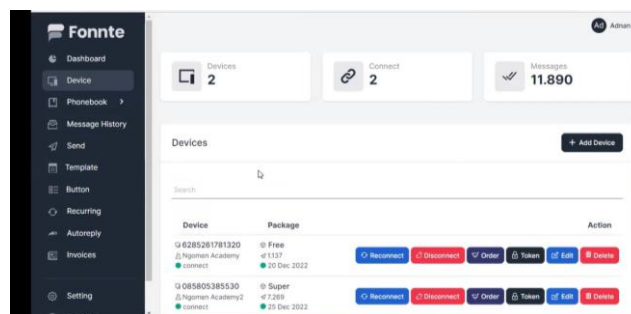 Fonnte
Ad Adnan
Dashboard
Device
Phonebook >
Message History
Send
Template
Button
Recurring
Autoreply
Invoices
Setting
Devices
2
Connect
2
Messages
11.890
Devices
+ Add Device
Search
Device Package Action
6285261781320 Free
Ngomen Academy 1.137
connect 20 Dec 2022
Reconnect Disconnect Order Token Edit Delete
085805385530 Super
Ngomen Academy2 7.269
connect 25 Dec 2022
Reconnect Disconnect Order Token Edit Delete